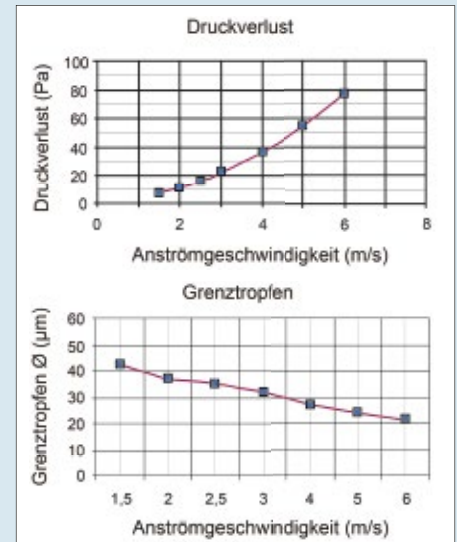 Druckverlust
Druckverlust (Pa)
100
80
60
40
20
0
0 2 4 6 8
Anströmgeschwindigkeit (m/s)
Grenztropfen
Grenztropfen Ø (µm)
60
50
40
30
20
10
0
1,5 2 2,5 3 4 5 6
Anströmgeschwindigkeit (m/s)